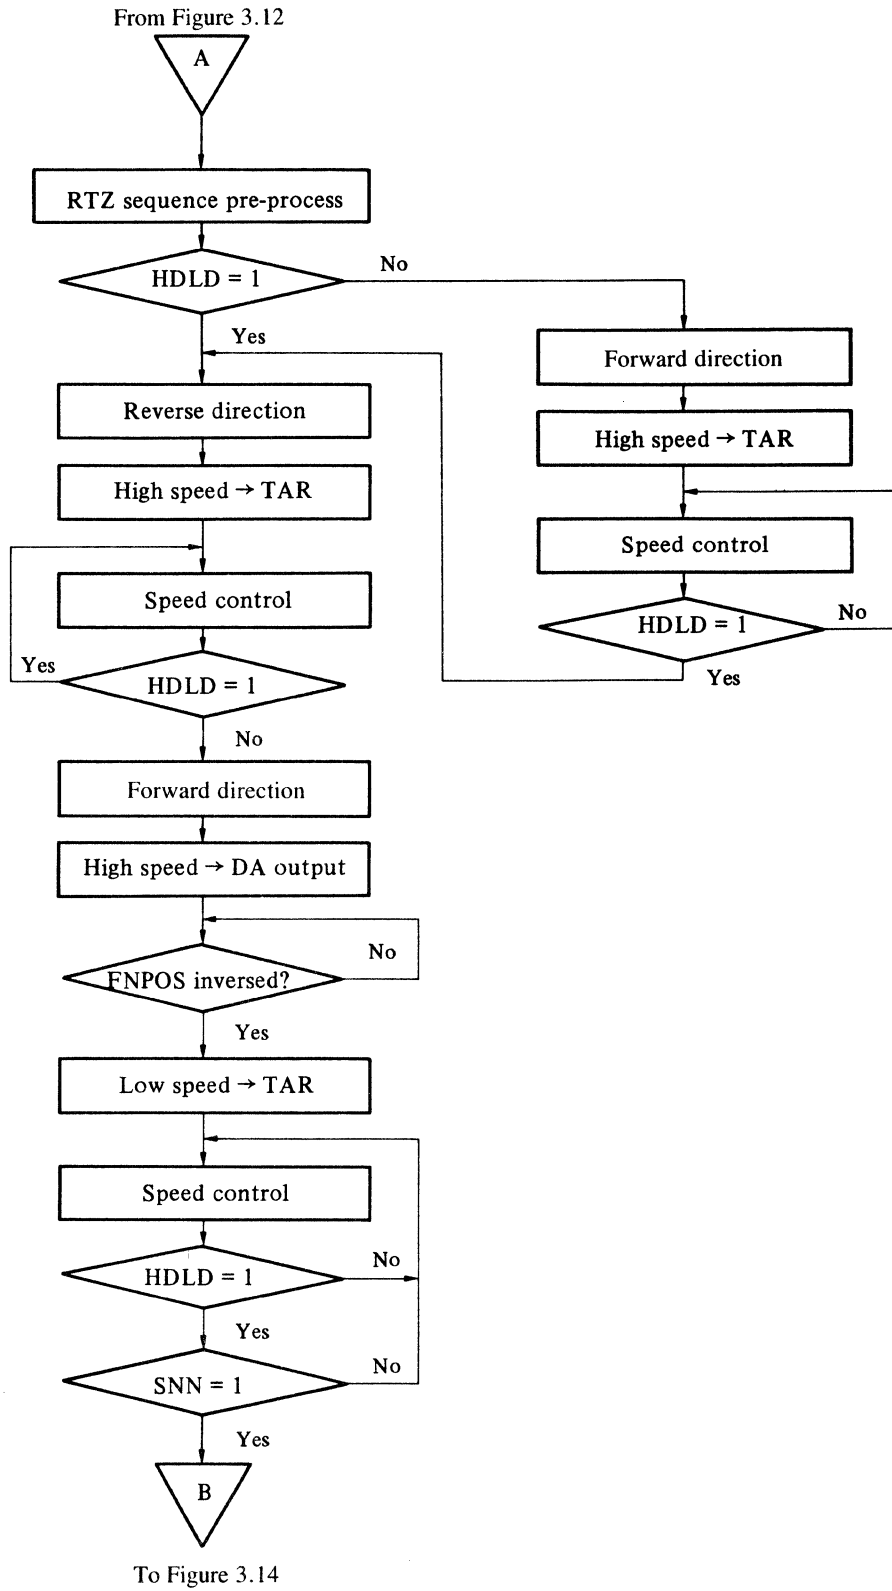 From Figure 3.12
A
RTZ sequence pre-process
HDLD = 1
No
Yes
Forward direction
High speed → TAR
Speed control
HDLD = 1
No
Yes
Reverse direction
High speed → TAR
Speed control
HDLD = 1
Yes
No
Forward direction
High speed → DA output
FNPOS inversed?
No
Yes
Low speed → TAR
Speed control
HDLD = 1
No
Yes
SNN = 1
No
Yes
B
To Figure 3.14